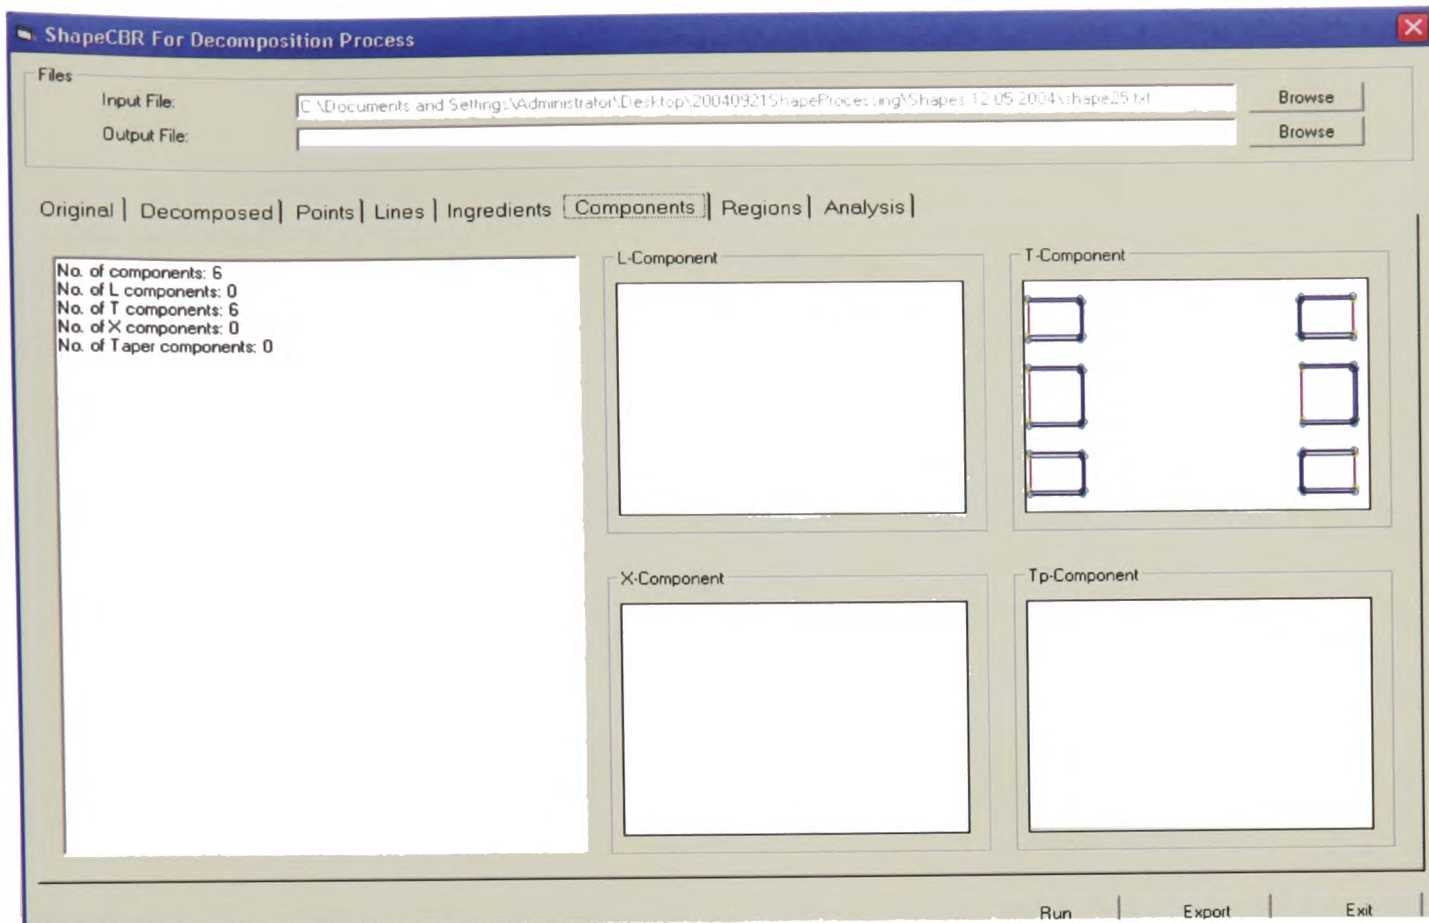 ShapeCBR For Decomposition Process
Files
Input File:
C:\Documents and Settings\Administrator\Desktop\20040921ShapeProcessing\Shapes 12 05 2004\shape25.txt
Browse
Output File:
Browse
Original | Decomposed | Points | Lines | Ingredients Components | Regions | Analysis |
No. of components: 6
No. of L components: 0
No. of T components: 6
No. of X components: 0
No. of Taper components: 0
L-Component
T-Component
X-Component
Tp-Component
Run
Export
Exit